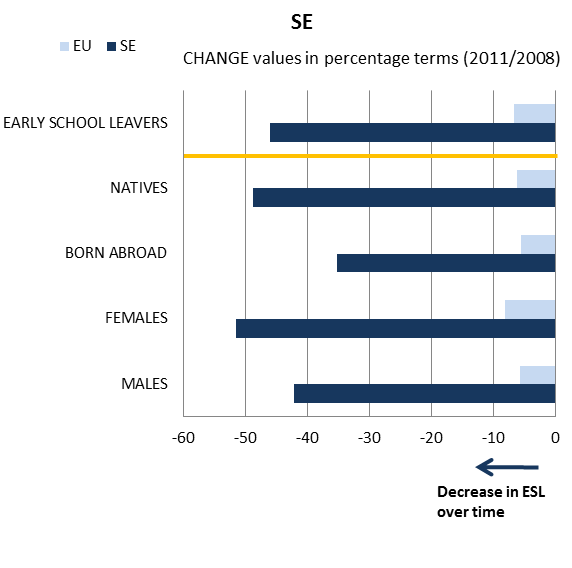 SE
EU SE
CHANGE values in percentage terms (2011/2008)
EARLY SCHOOL LEAVERS
NATIVES
BORN ABROAD
FEMALES
MALES
-60 -50 -40 -30 -20 -10 0
Decrease in ESL
over time